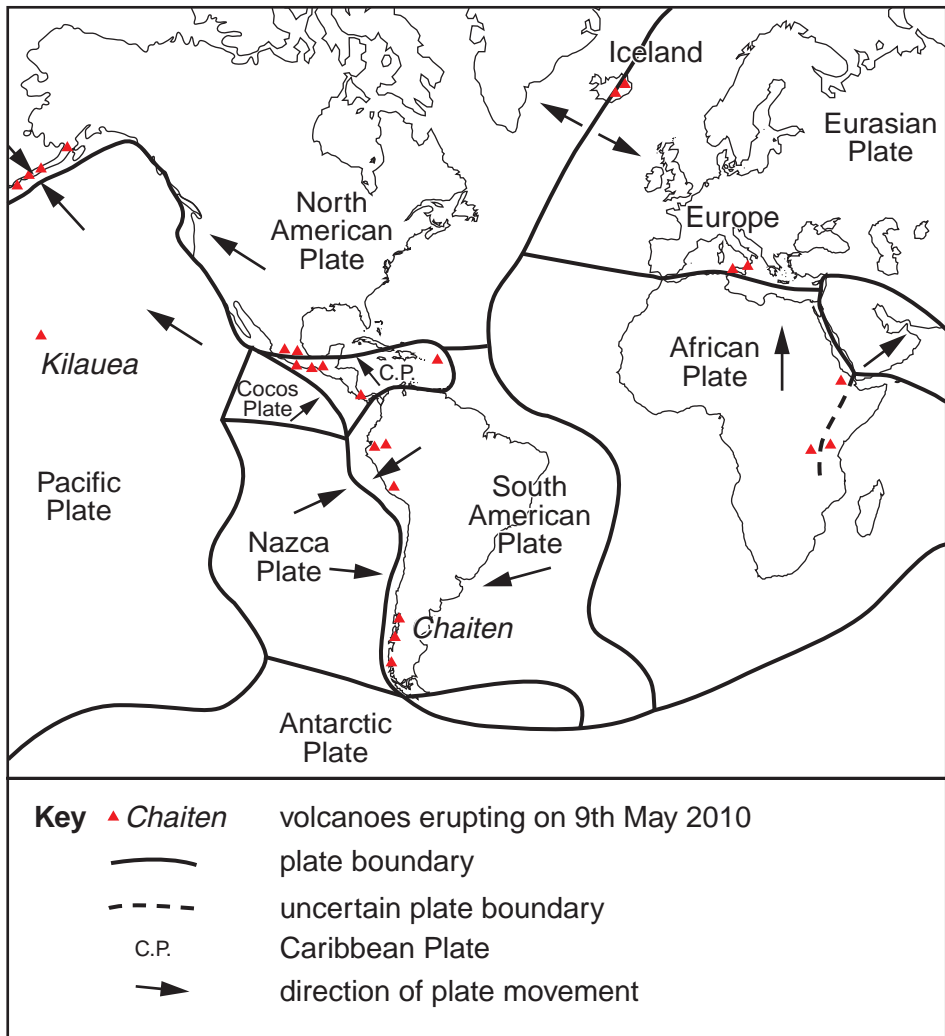 Iceland
Eurasian
Plate
North
American
Plate
Europe
Kilauea
African
Plate
C.P.
Cocos
Plate
Pacific
Plate
South
American
Plate
Nazca
Plate
Chaiten
Antarctic
Plate
Key Chaiten volcanoes erupting on 9th May 2010
plate boundary
uncertain plate boundary
C.P. Caribbean Plate
direction of plate movement